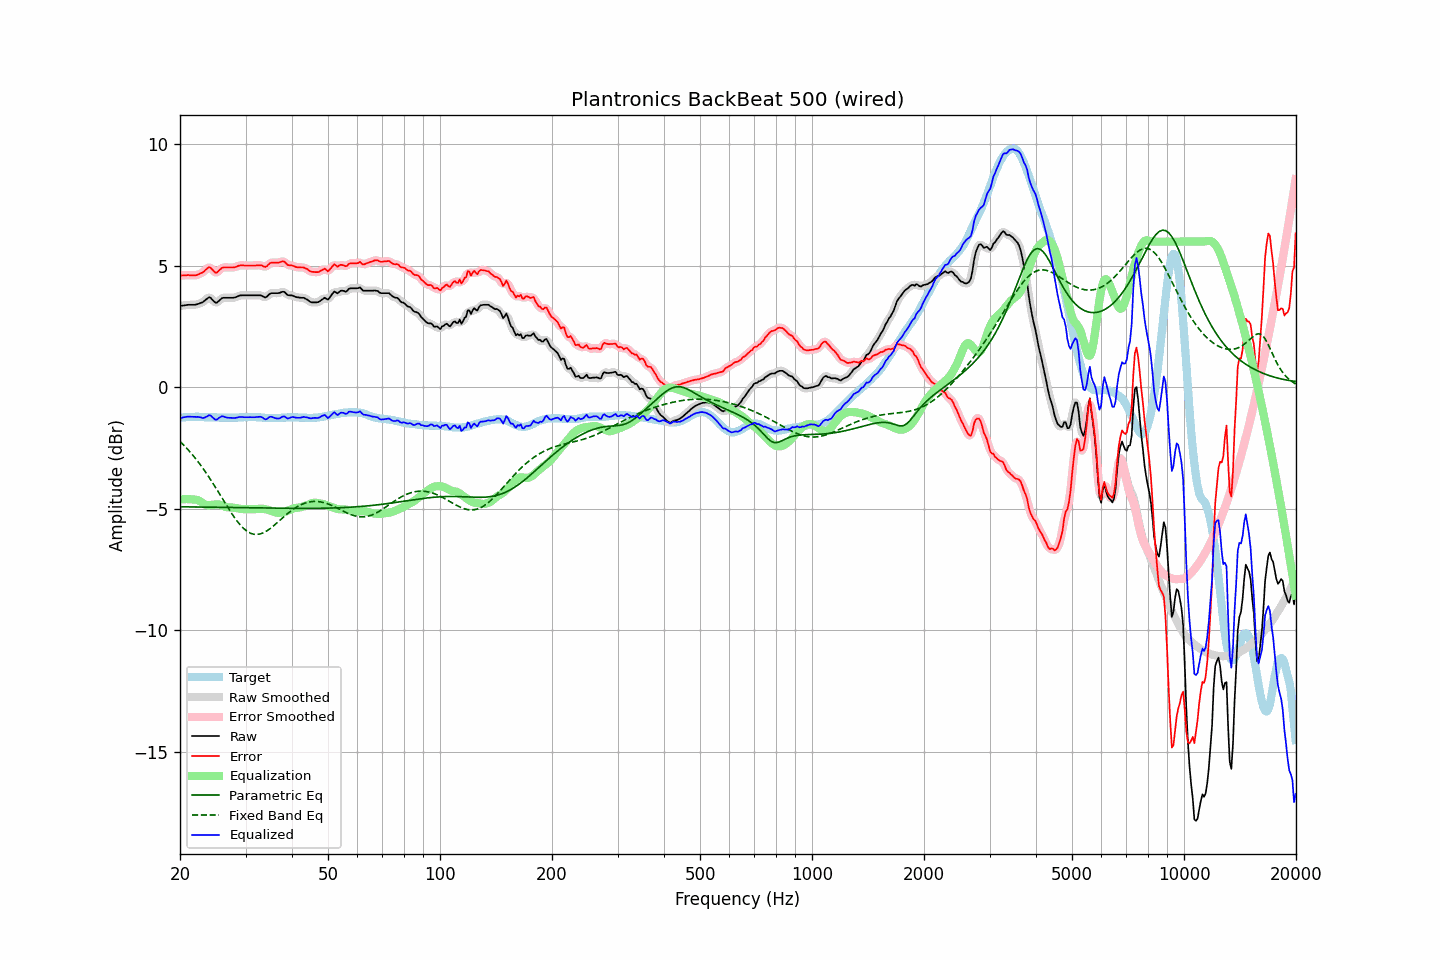 Plantronics BackBeat 500 (wired)
10
5
0
−5
−10
−15
Amplitude (dBr)
Target
Raw Smoothed
Error Smoothed
Raw
Error
Equalization
Parametric Eq
Fixed Band Eq
Equalized
20
50
100
200
500
1000
2000
5000
10000
20000
Frequency (Hz)